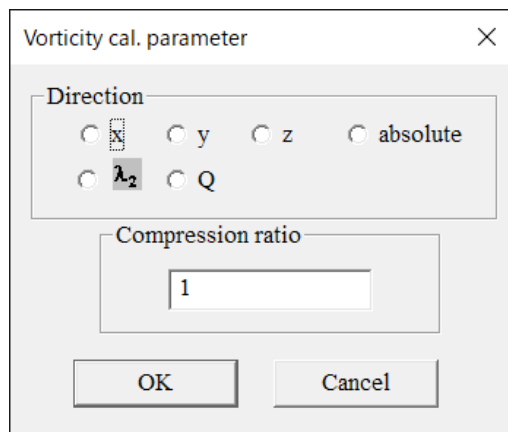 Vorticity cal. parameter
Direction
x y z absolute
λ₂ Q
Compression ratio
1
OK Cancel